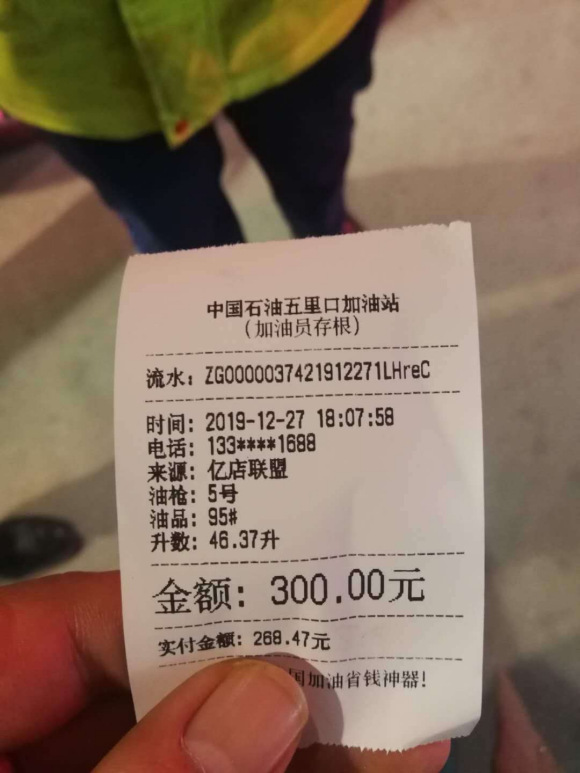 中国石油五里口加油站
(加油员存根)
流水: ZG0000037421912271LHreC
时间: 2019-12-27 18:07:58
电话: 133****1688
来源: 亿店联盟
油枪: 5号
油品: 95#
升数: 46.37升
金额: 300.00元
实付金额: 268.47元
国加油省钱神器!